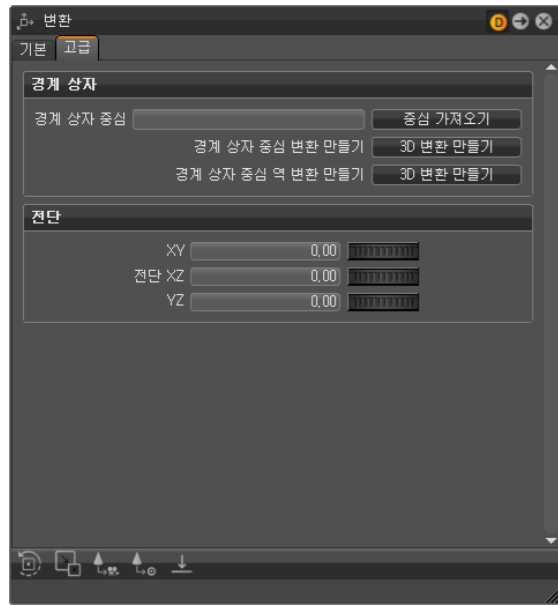 변환
D
기본 고급
경계 상자
경계 상자 중심 중심 가져오기
경계 상자 중심 변환 만들기 3D 변환 만들기
경계 상자 중심 역 변환 만들기 3D 변환 만들기
전단
XY 0,00
전단 XZ 0,00
YZ 0,00